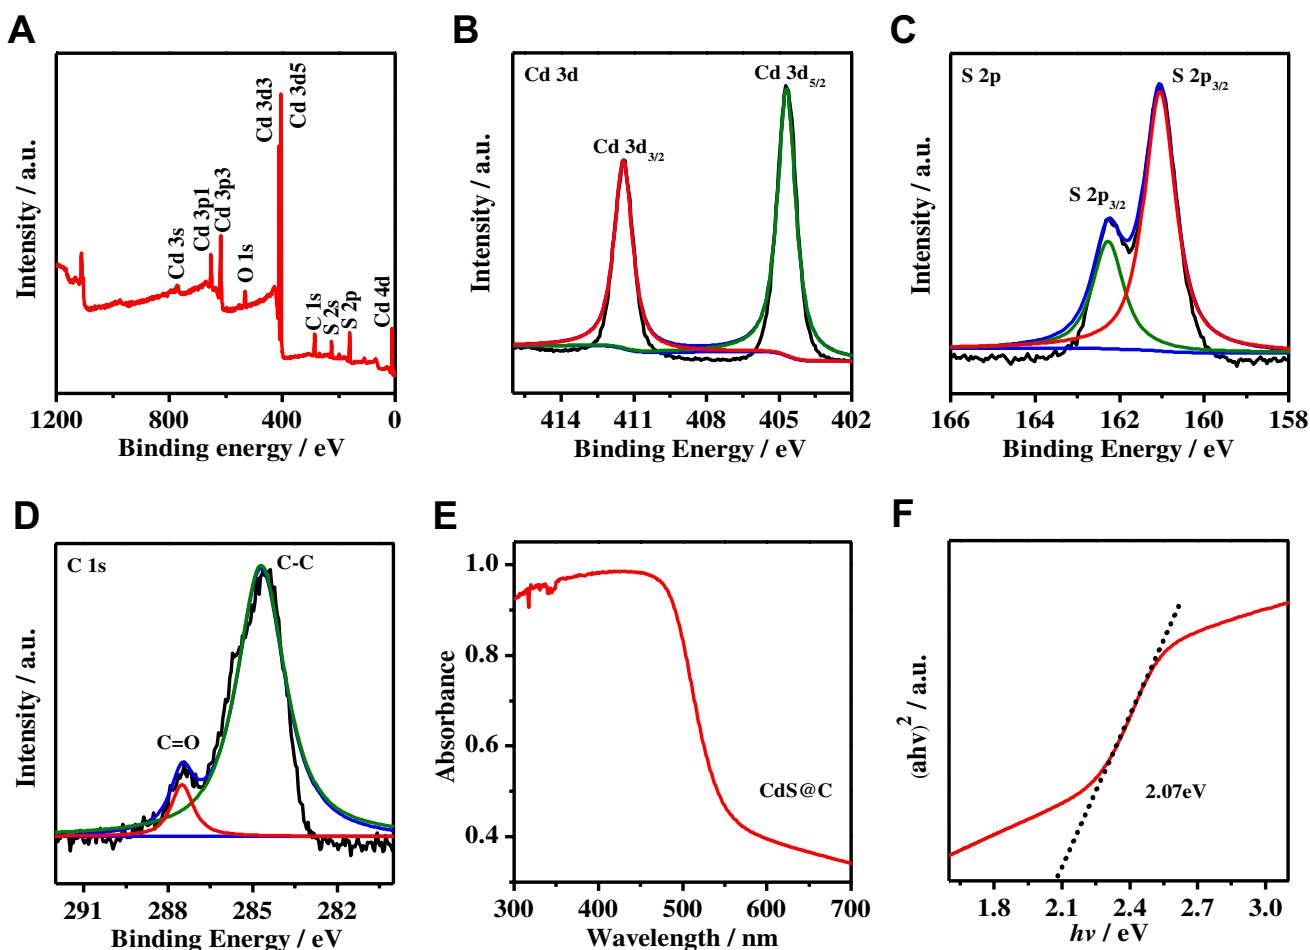 A
Intensity / a.u.
Cd 3s
Cd 3p1
Cd 3p3
O 1s
Cd 3d3
Cd 3d5
C 1s
S 2s
S 2p
Cd 4d
1200 800 400 0
Binding energy / eV
B
Intensity / a.u.
Cd 3d
Cd 3d3/2
Cd 3d5/2
414 411 408 405 402
Binding Energy / eV
C
Intensity / a.u.
S 2p
S 2p3/2
S 2p3/2
166 164 162 160 158
Binding Energy / eV
D
Intensity / a.u.
C 1s
C=O
C-C
291 288 285 282
Binding Energy / eV
E
Absorbance
1.0
0.8
0.6
0.4
CdS@C
300 400 500 600 700
Wavelength / nm
F
(ahv)2 / a.u.
2.07eV
1.8 2.1 2.4 2.7 3.0
hv / eV